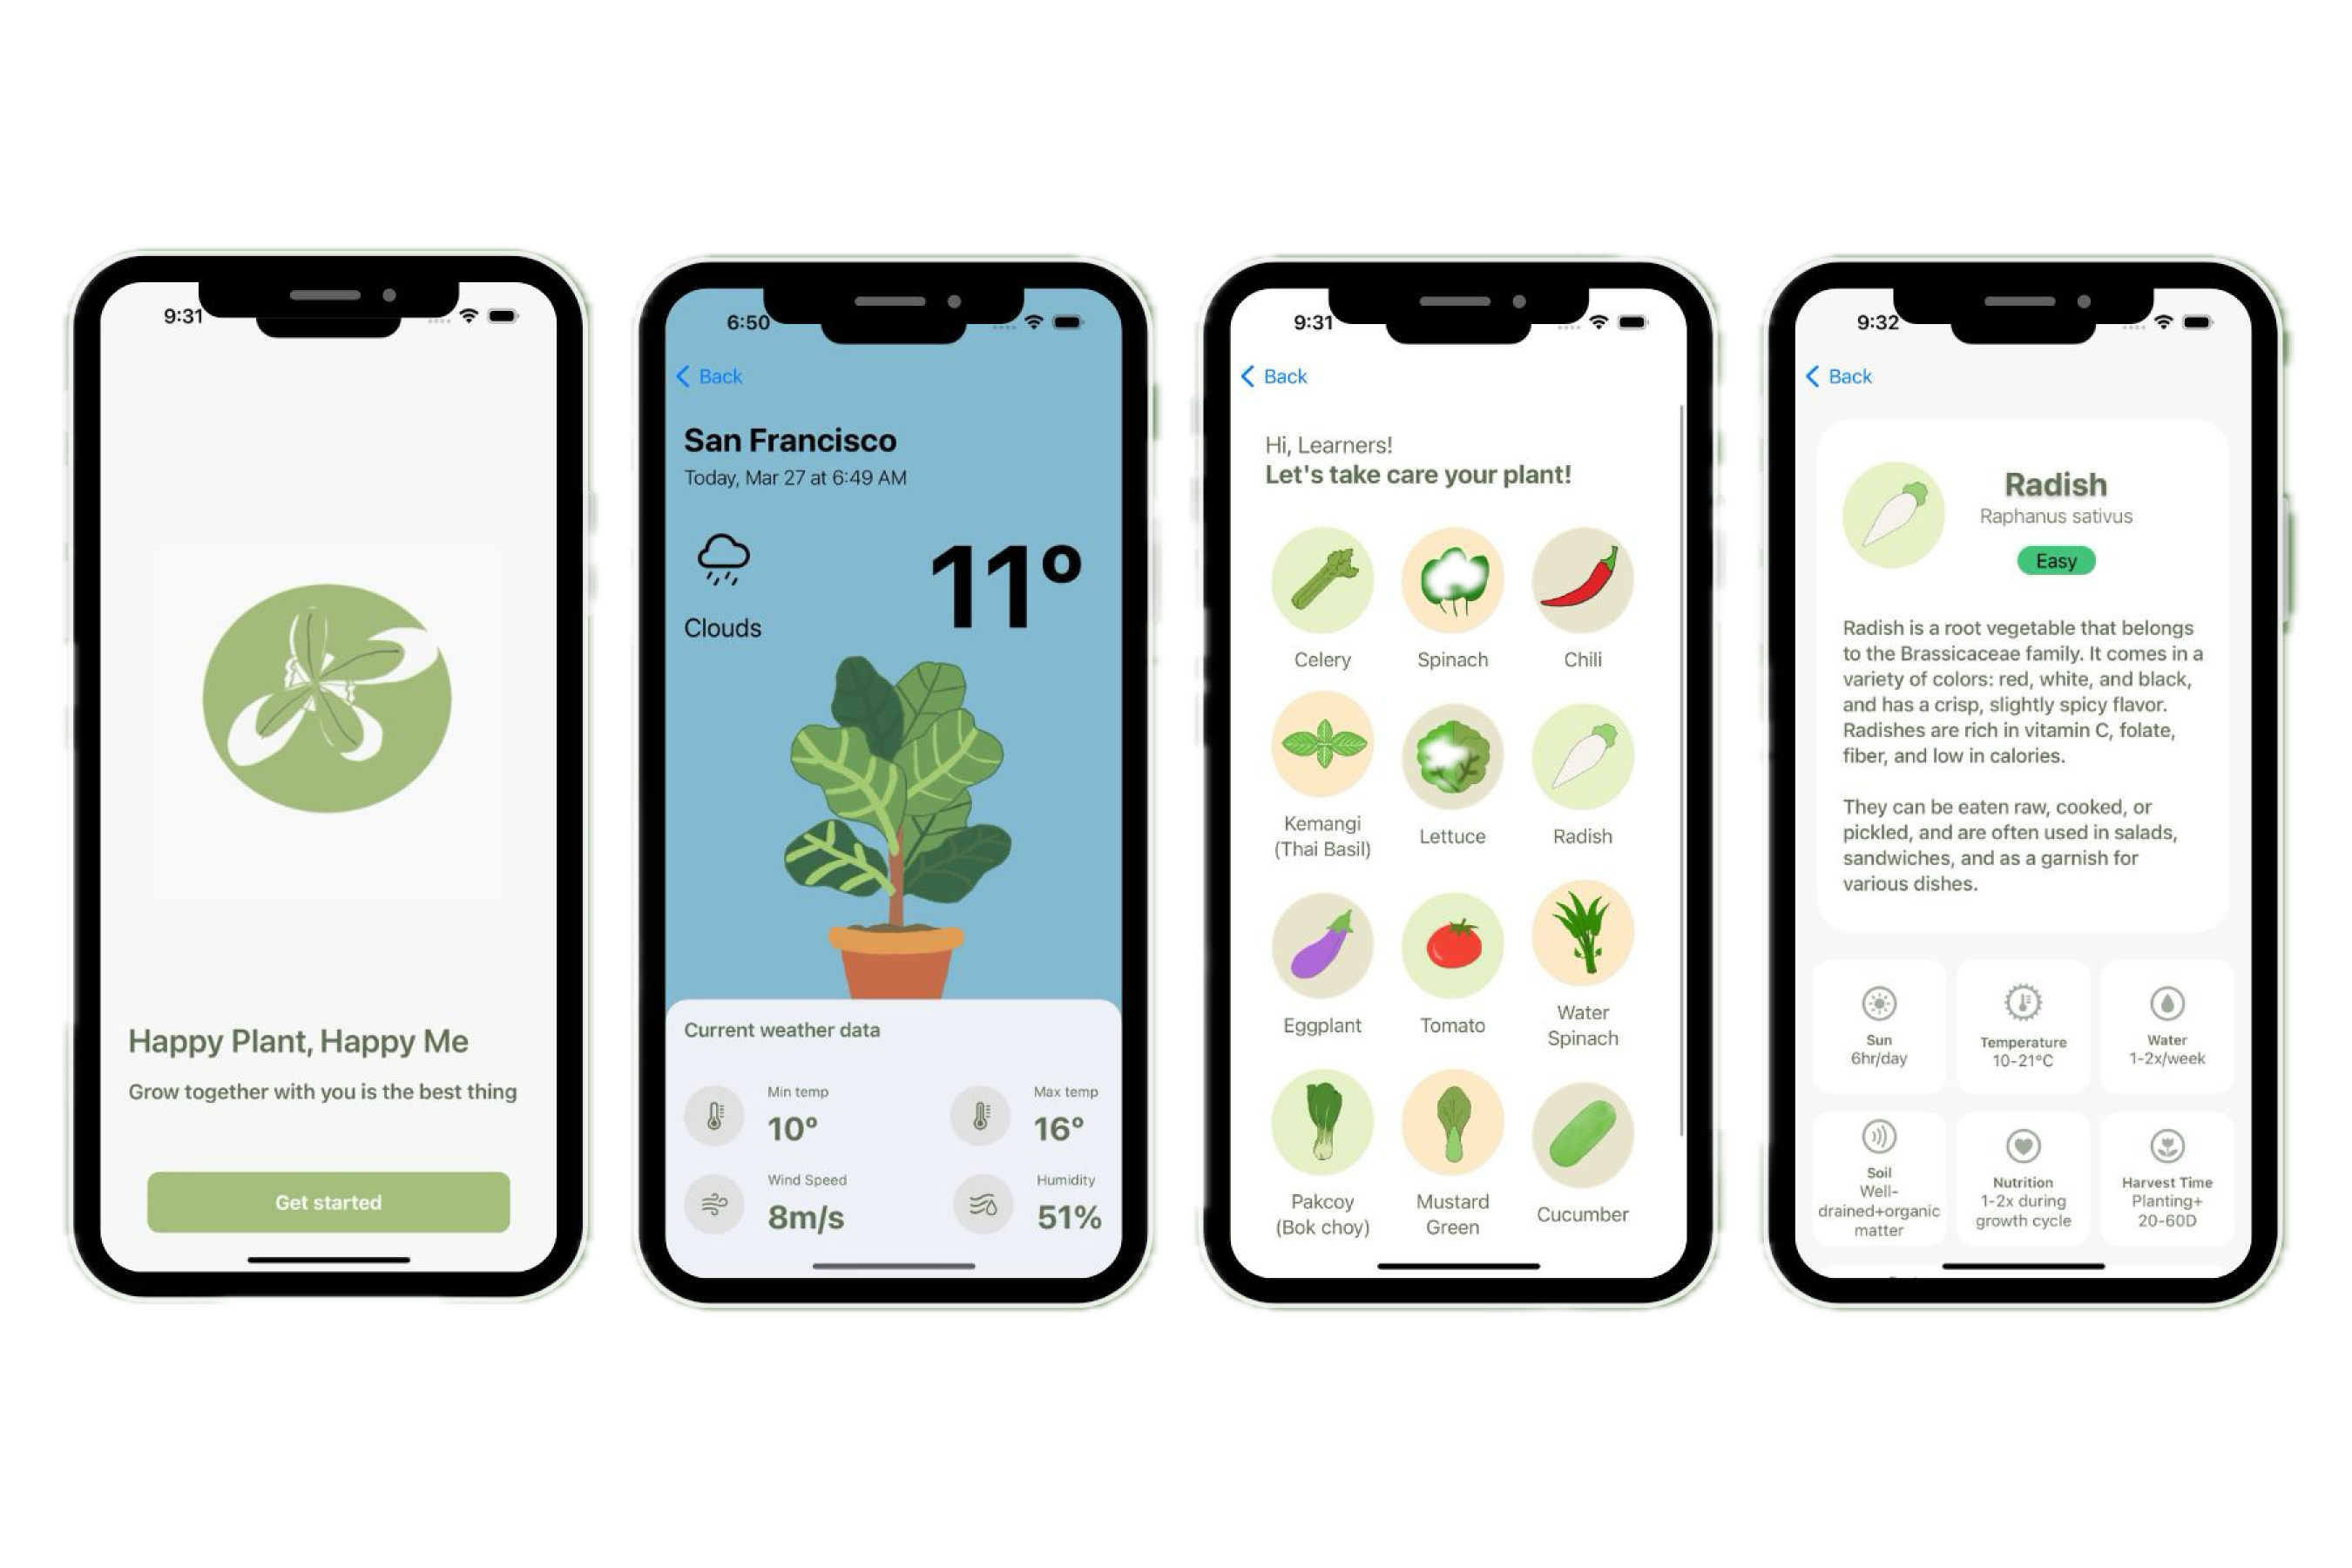 9:31
Happy Plant, Happy Me
Grow together with you is the best thing
Get started
6:50
Back
San Francisco
Today, Mar 27 at 6:49 AM
11º
Clouds
Current weather data
Min temp
10º
Max temp
16º
Wind Speed
8m/s
Humidity
51%
9:31
Back
Hi, Learners!
Let's take care your plant!
Celery
Spinach
Chili
Kemangi
(Thai Basil)
Lettuce
Radish
Eggplant
Tomato
Water
Spinach
Pakcoy
(Bok choy)
Mustard
Green
Cucumber
9:32
Back
Radish
Raphanus sativus
Easy
Radish is a root vegetable that belongs
to the Brassicaceae family. It comes in a
variety of colors: red, white, and black,
and has a crisp, slightly spicy flavor.
Radishes are rich in vitamin C, folate,
fiber, and low in calories.
They can be eaten raw, cooked, or
pickled, and are often used in salads,
sandwiches, and as a garnish for
various dishes.
Sun
6hr/day
Temperature
10-21°C
Water
1-2x/week
Soil
Well-
drained+organic
matter
Nutrition
1-2x during
growth cycle
Harvest Time
Planting+
20-60D